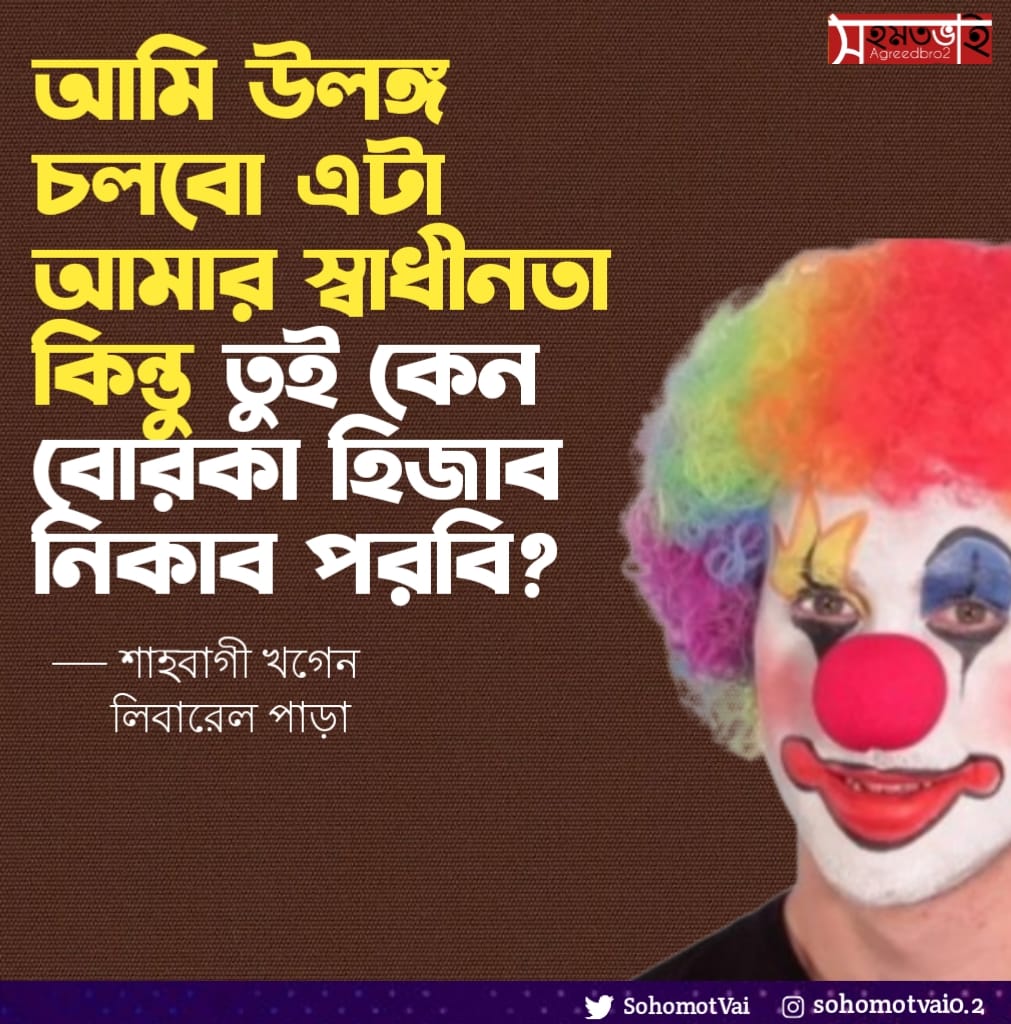 সহমতভাই
Agreedbro2
আমি উলঙ্গ
চলবো এটা
আমার স্বাধীনতা
কিন্তু তুই কেন
বোরকা হিজাব
নিকাব পরবি?
— শাহবাগী খগেন
লিবারেল পাড়া
SohomotVai sohomotvai0.2